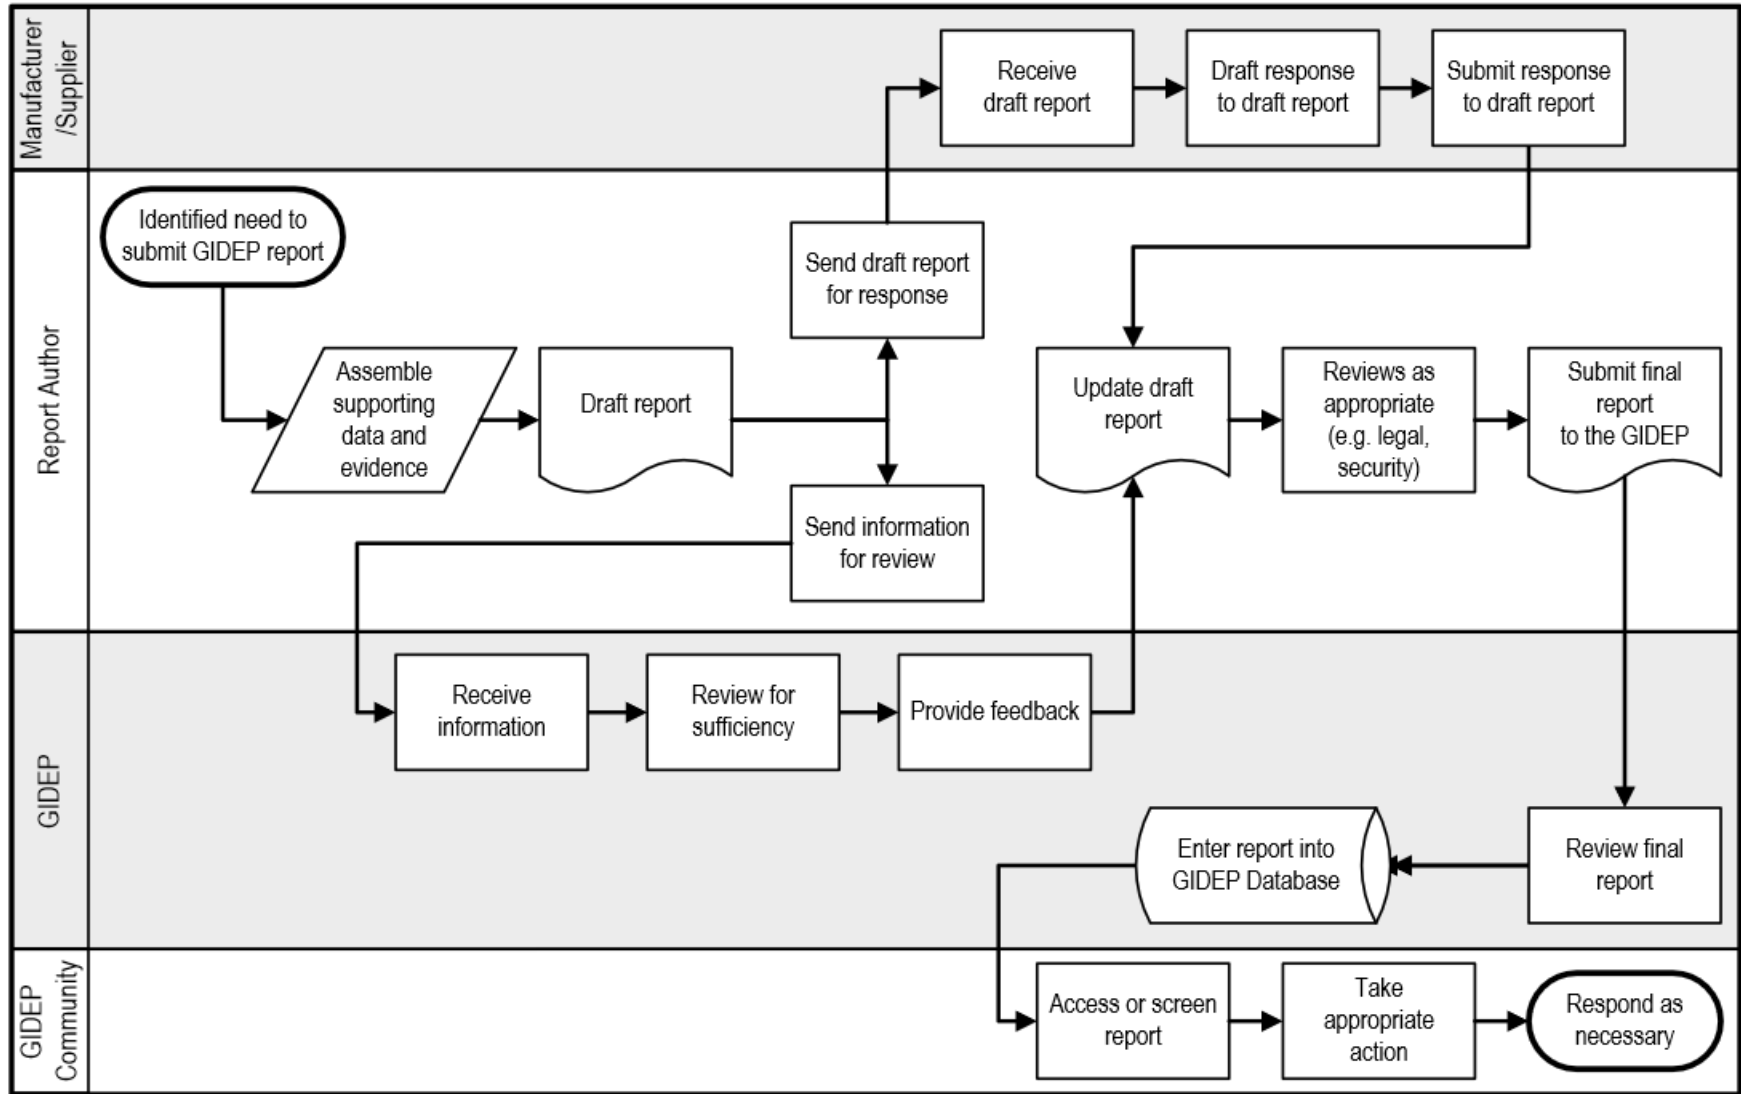 Manufacturer
/Supplier
Receive
draft report
Draft response
to draft report
Submit response
to draft report
Report Author
Identified need to
submit GIDEP report
Send draft report
for response
Assemble
supporting
data and
evidence
Draft report
Update draft
report
Reviews as
appropriate
(e.g. legal,
security)
Submit final
report
to the GIDEP
Send information
for review
GIDEP
Receive
information
Review for
sufficiency
Provide feedback
Enter report into
GIDEP Database
Review final
report
GIDEP
Community
Access or screen
report
Take
appropriate
action
Respond as
necessary